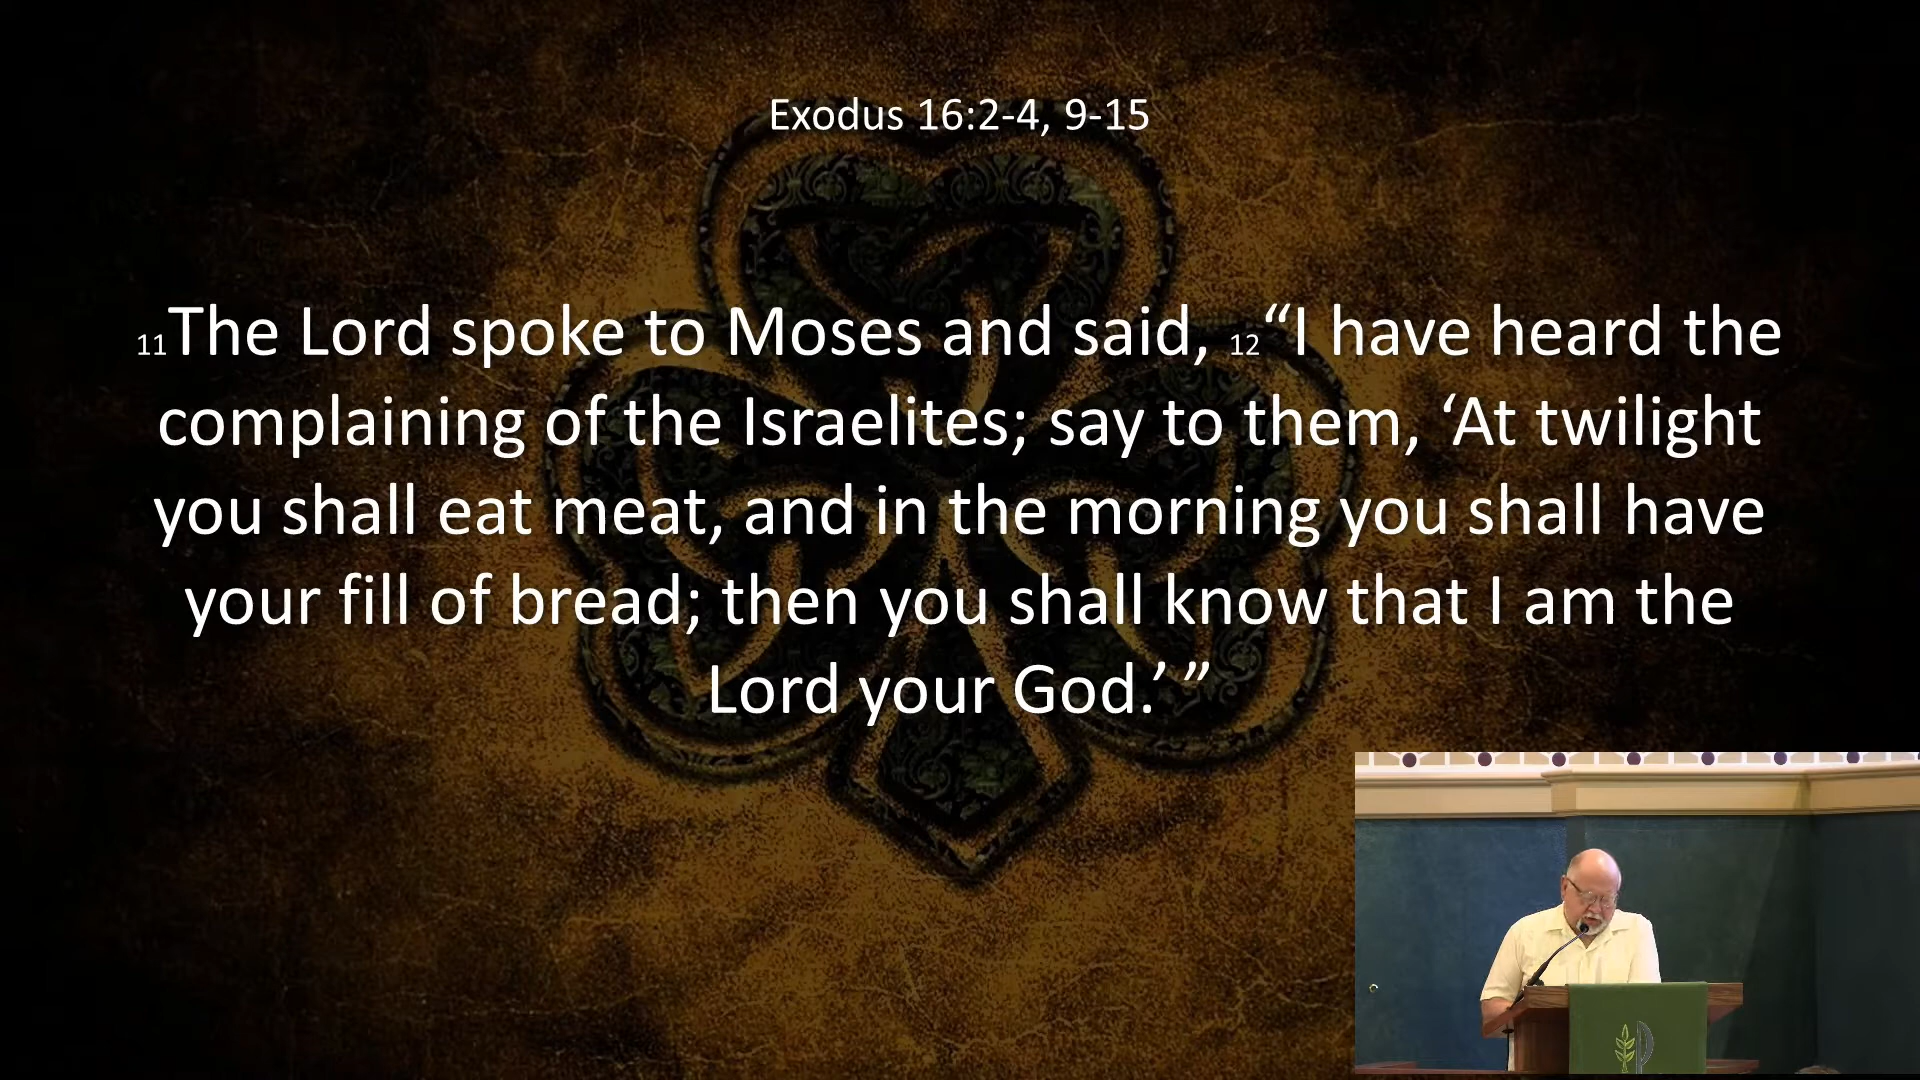 Exodus 16:2-4, 9-15
11The Lord spoke to Moses and said, 12“I have heard the
complaining of the Israelites; say to them, ‘At twilight
you shall eat meat, and in the morning you shall have
your fill of bread; then you shall know that I am the
Lord your God.’ ”